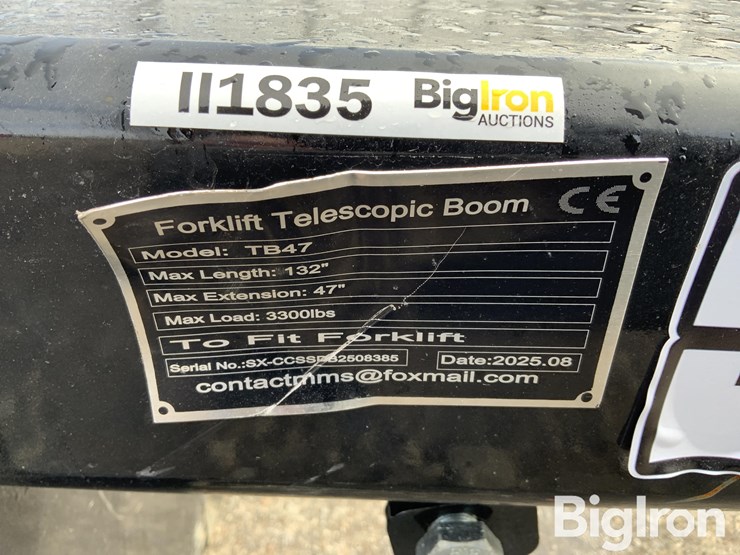 II1835 BigIron
AUCTIONS
Forklift Telescopic Boom CE
Model: TB47
Max Length: 132"
Max Extension: 47"
Max Load: 3300lbs
To Fit Forklift
Serial No.:SX-CCSSDB2508385 Date:2025.08
contactmms@foxmail.com
BigIron